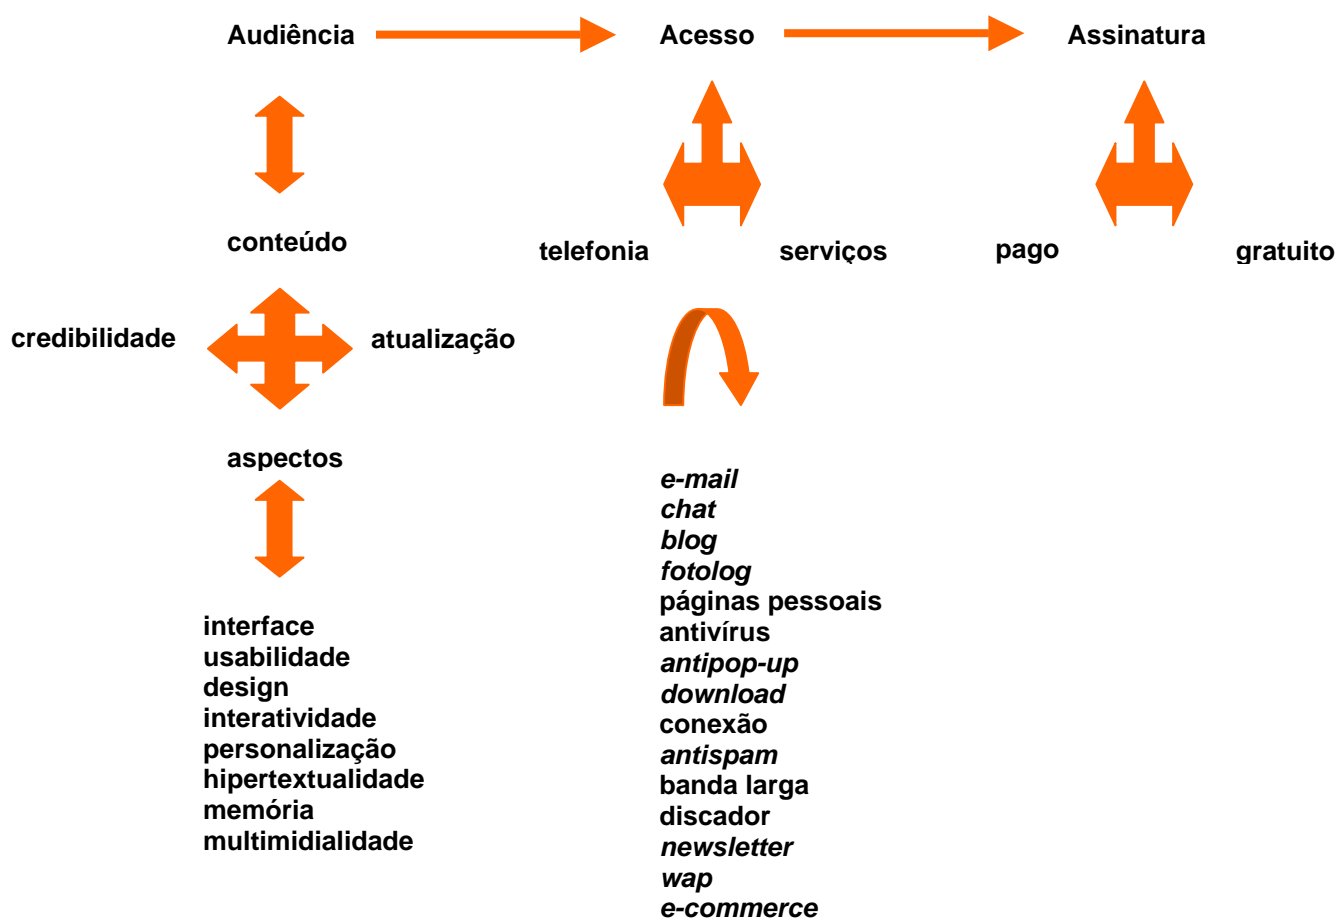 Audiência
Acesso
Assinatura
conteúdo
telefonia
serviços
pago
gratuito
credibilidade
atualização
aspectos
interface
usabilidade
design
interatividade
personalização
hipertextualidade
memória
multimidialidade
e-mail
chat
blog
fotolog
páginas pessoais
antivírus
antipop-up
download
conexão
antispam
banda larga
discador
newsletter
wap
e-commerce